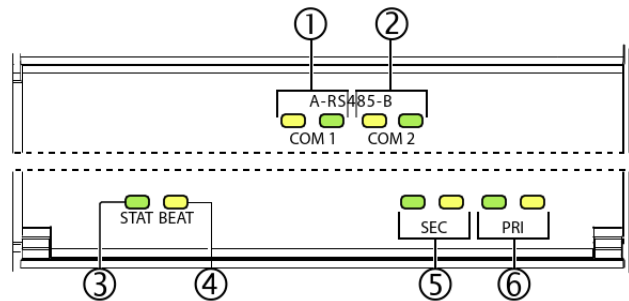 ① ②
A-RS485-B
COM 1 COM 2
STAT BEAT SEC PRI
③ ④ ⑤ ⑥